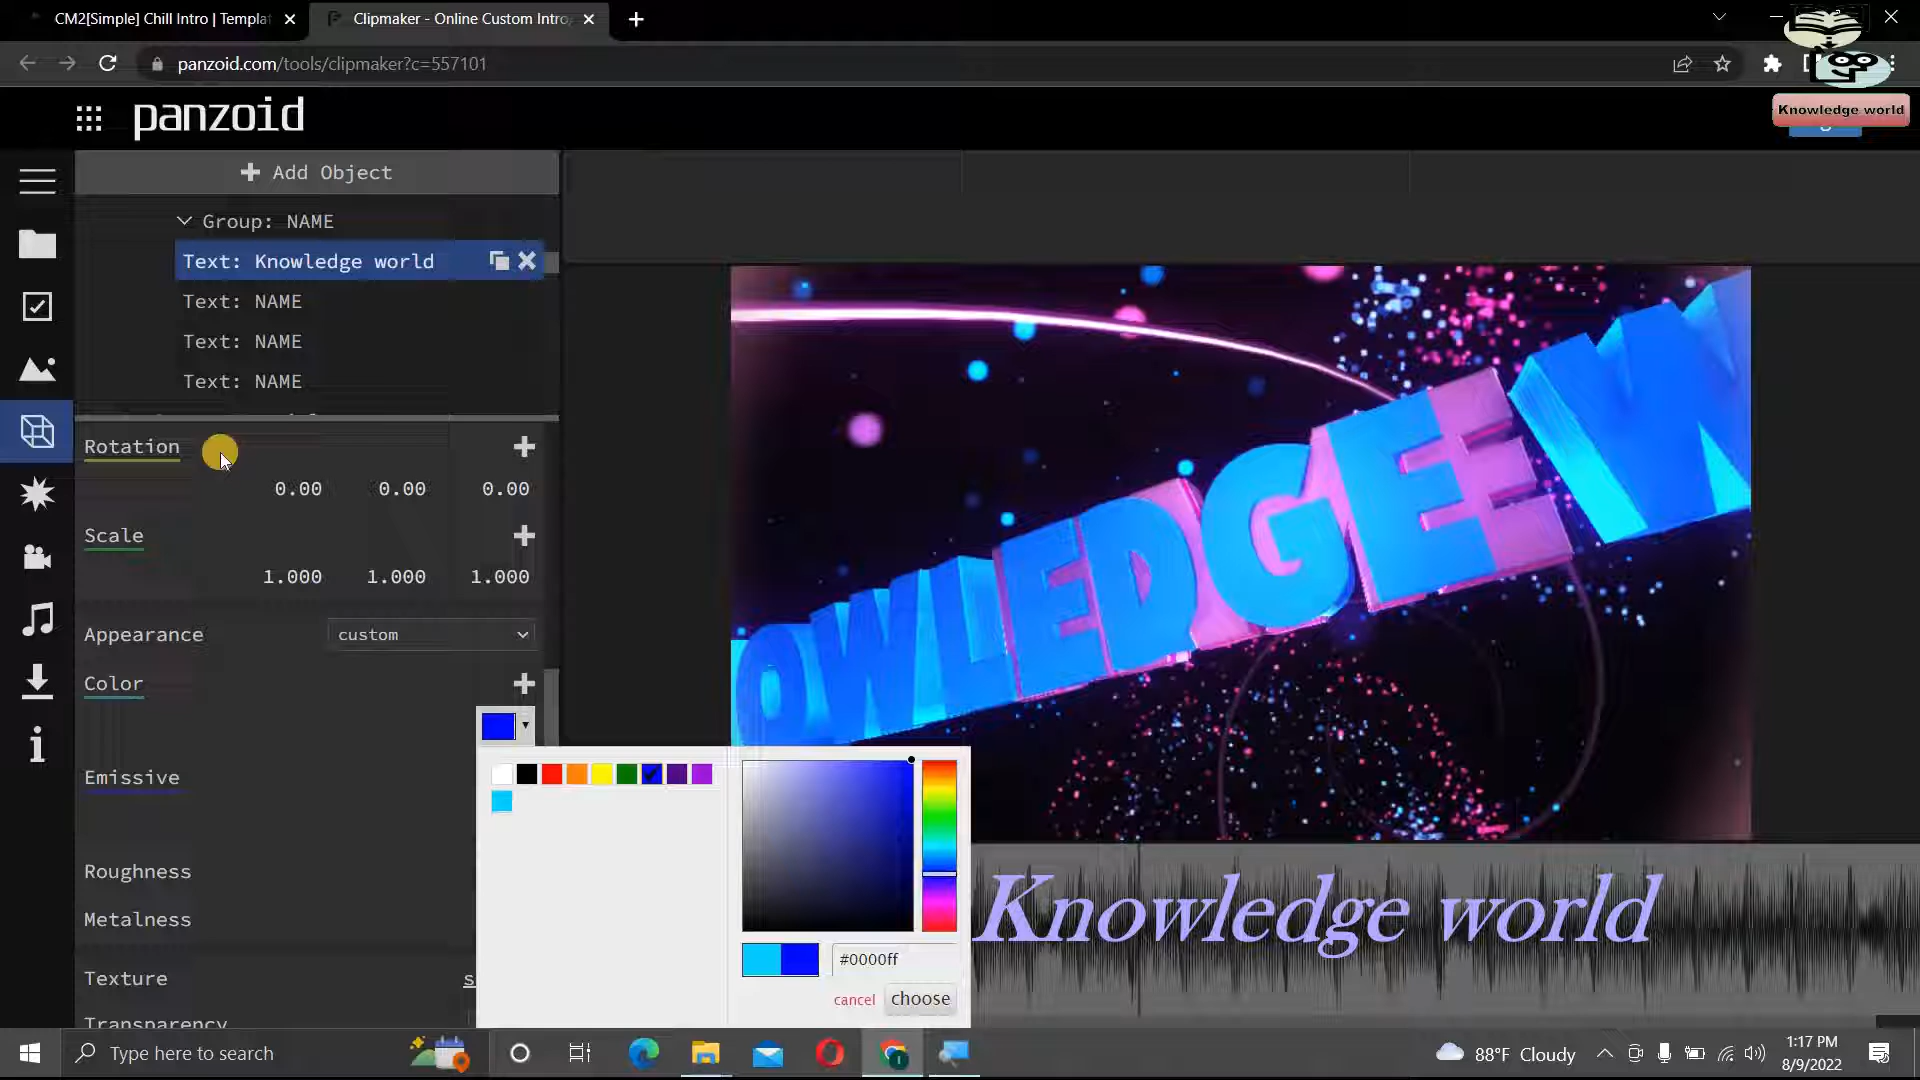 CM2[Simple] Chill Intro | Templat
Clipmaker - Online Custom Intro
panzoid.com/tools/clipmaker?c=557101
panzoid
Knowledge world
Add Object
Group: NAME
Text: Knowledge world
Text: NAME
Text: NAME
Text: NAME
Rotation
0.00 0.00 0.00
Scale
1.000 1.000 1.000
Appearance custom
Color
Emissive
Roughness
Metalness
Texture s
Transparency
#0000ff
cancel choose
OWLEDGE W
Knowledge world
Type here to search
88°F Cloudy
1:17 PM
8/9/2022